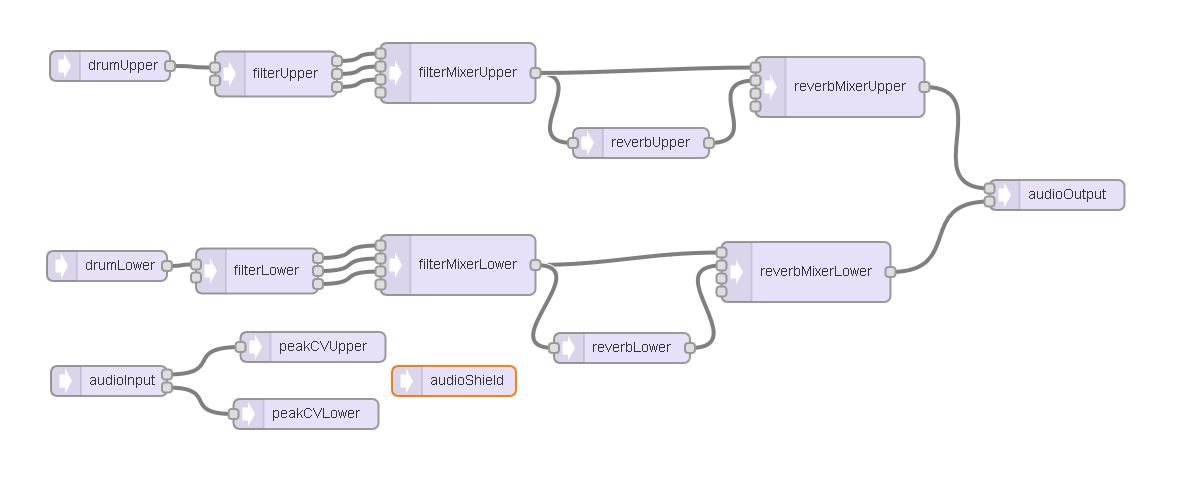 drumUpper
filterUpper
filterMixerUpper
reverbMixerUpper
reverbUpper
audioOutput
drumLower
filterLower
filterMixerLower
reverbMixerLower
peakCVUpper
reverbLower
audioInput
audioShield
peakCVLower